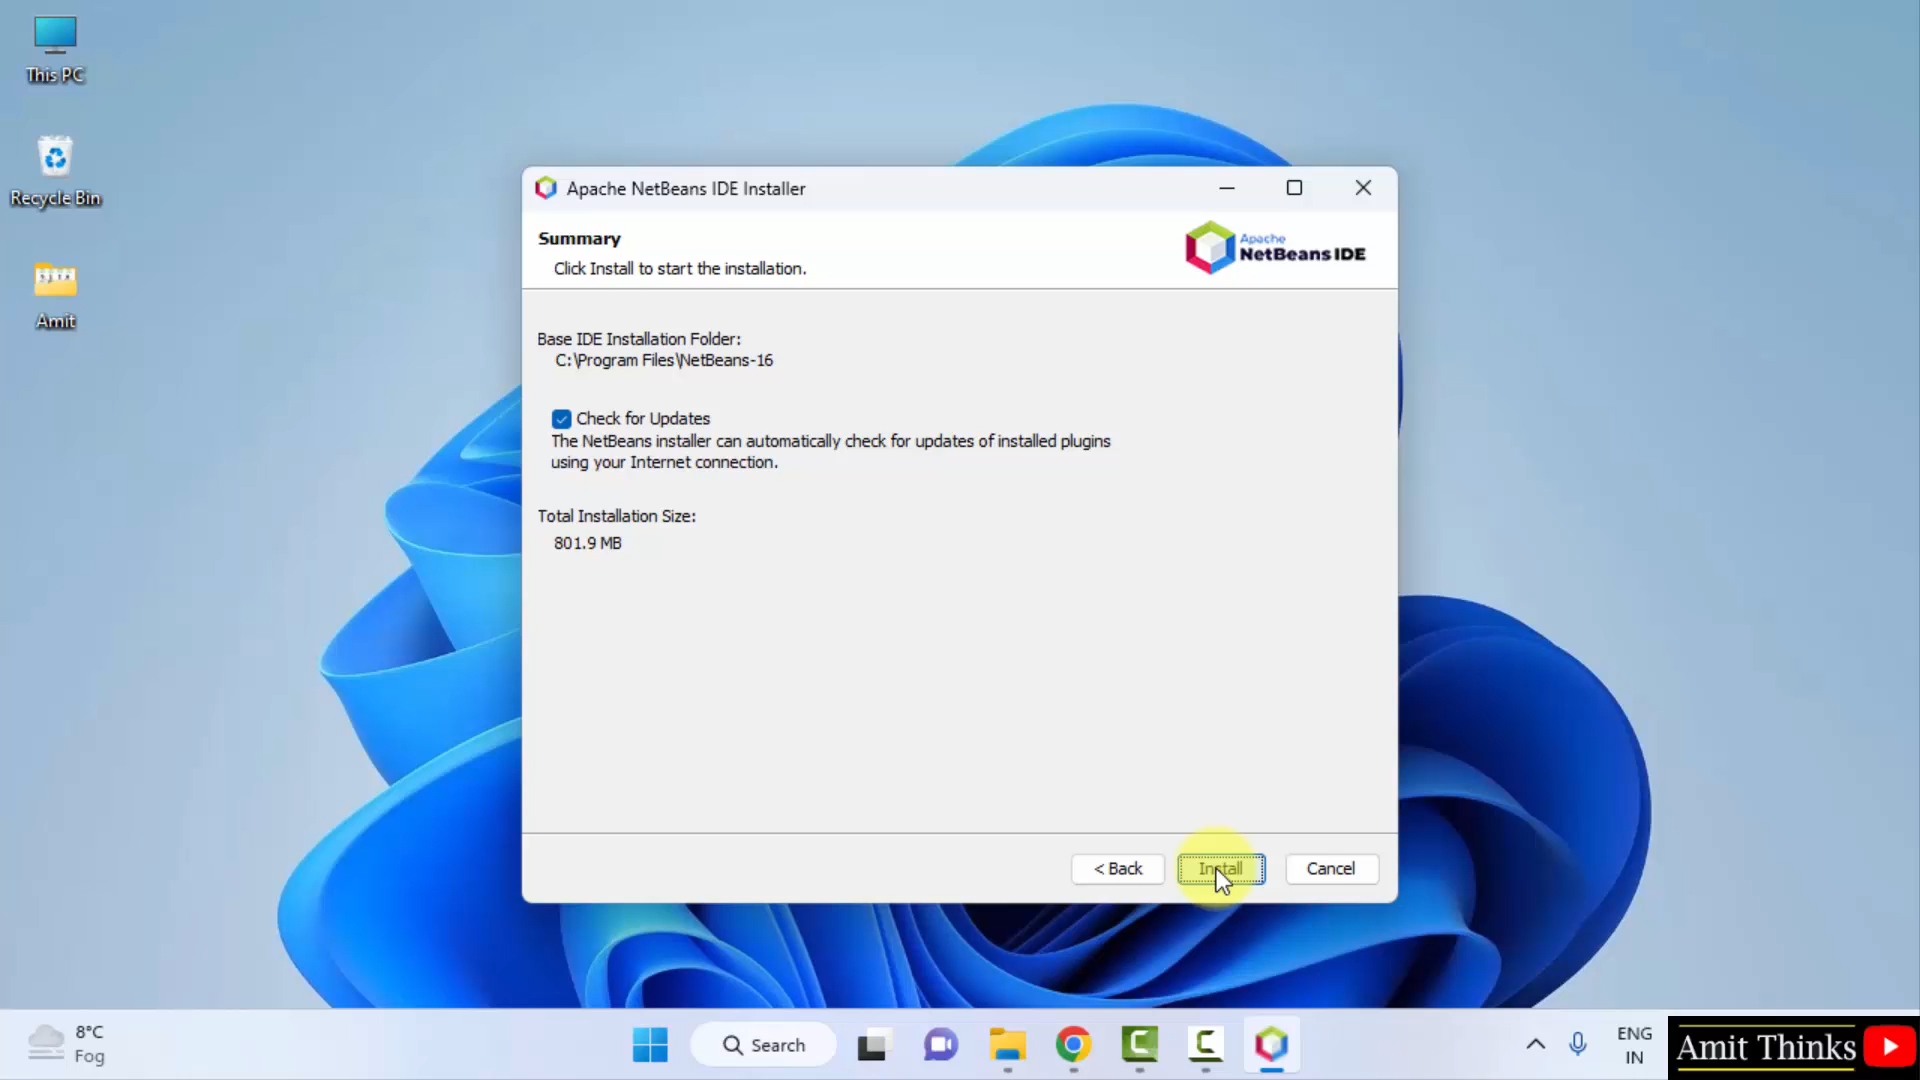 This PC
Recycle Bin
Amit
Apache NetBeans IDE Installer
Summary
Click Install to start the installation.
Apache
NetBeans IDE
Base IDE Installation Folder:
C:\Program Files\NetBeans-16
Check for Updates
The NetBeans installer can automatically check for updates of installed plugins
using your Internet connection.
Total Installation Size:
801.9 MB
< Back
Install
Cancel
8°C
Fog
Search
ENG
IN
Amit Thinks